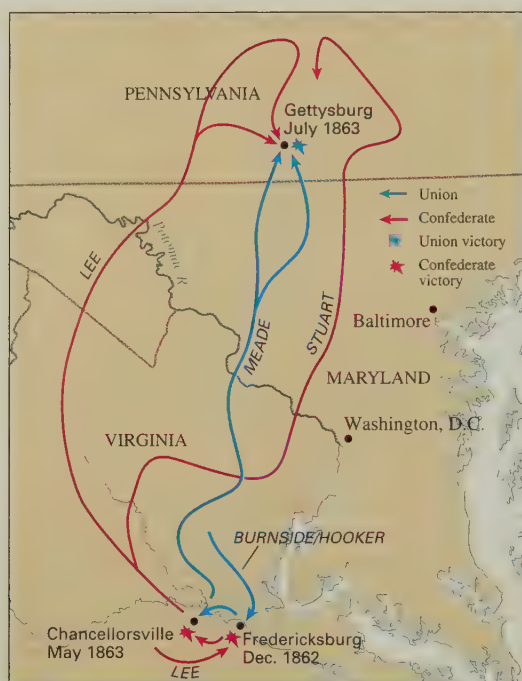 PENNSYLVANIA
Gettysburg
July 1863
Union
Confederate
Union victory
Confederate
victory
Potomac R.
LEE
MEADE
STUART
Baltimore
MARYLAND
Washington, D.C.
VIRGINIA
BURNSIDE/HOOKER
Chancellorsville
May 1863
Fredericksburg
Dec. 1862
LEE